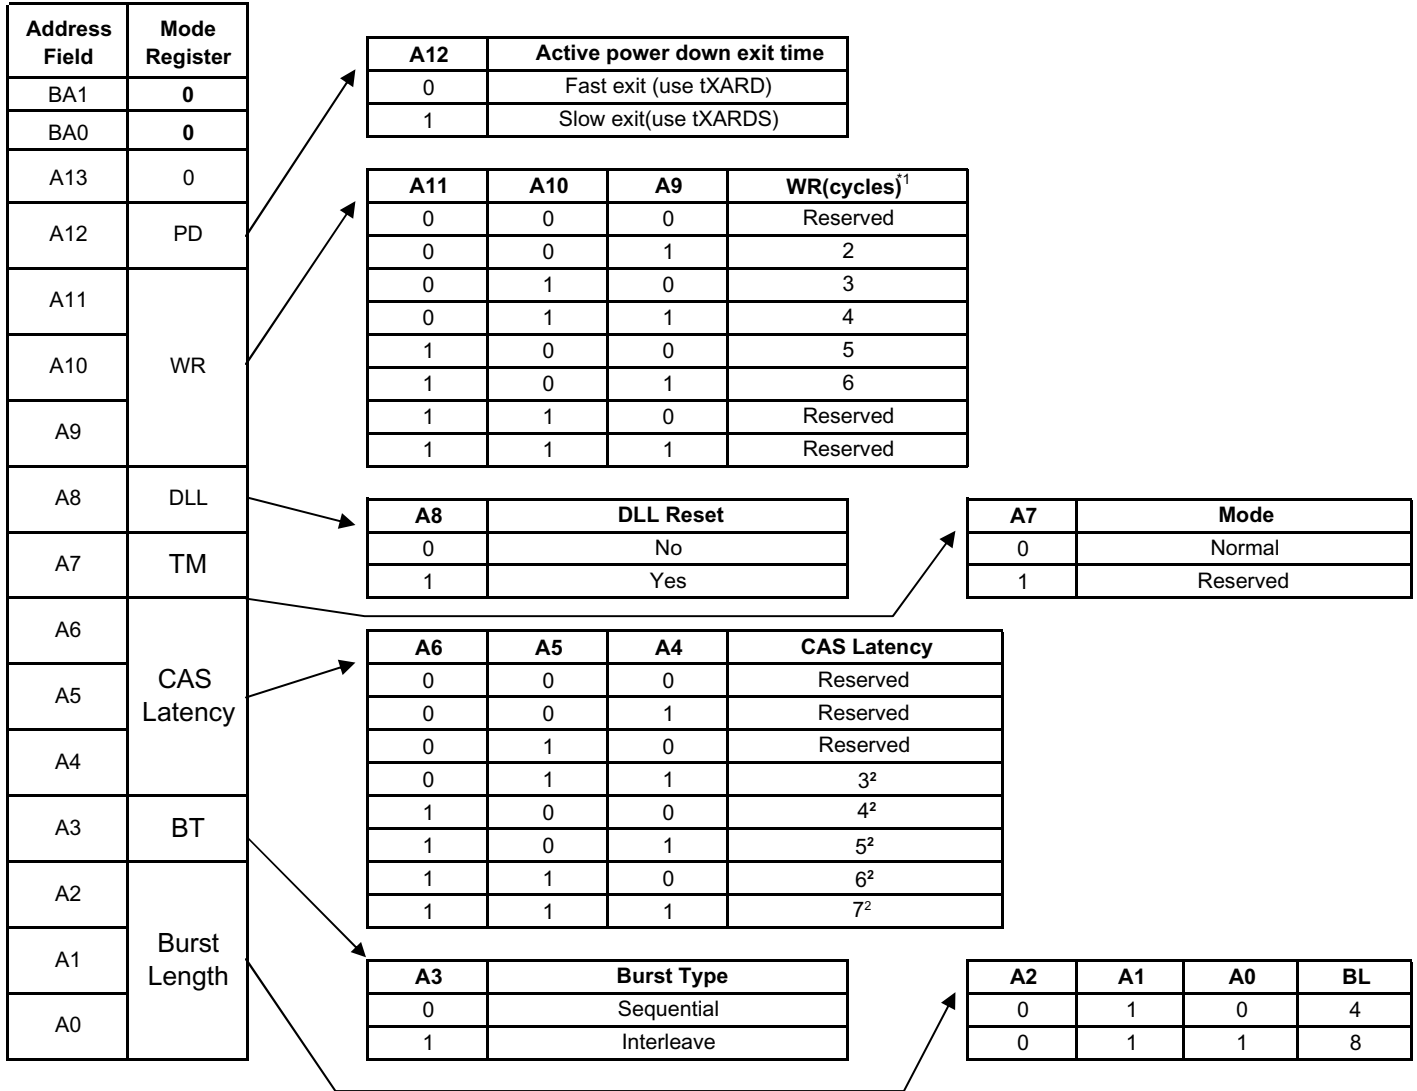 Address Field Mode Register
BA1 0
BA0 0
A13 0
A12 PD
A11
A10 WR
A9
A8 DLL
A7 TM
A6
A5 CAS Latency
A4
A3 BT
A2
A1 Burst Length
A0
A12 Active power down exit time
0 Fast exit (use tXARD)
1 Slow exit(use tXARDS)
A11 A10 A9 WR(cycles)*1
0 0 0 Reserved
0 0 1 2
0 1 0 3
0 1 1 4
1 0 0 5
1 0 1 6
1 1 0 Reserved
1 1 1 Reserved
A8 DLL Reset
0 No
1 Yes
A7 Mode
0 Normal
1 Reserved
A6 A5 A4 CAS Latency
0 0 0 Reserved
0 0 1 Reserved
0 1 0 Reserved
0 1 1 3²
1 0 0 4²
1 0 1 5²
1 1 0 6²
1 1 1 7²
A3 Burst Type
0 Sequential
1 Interleave
A2 A1 A0 BL
0 1 0 4
0 1 1 8